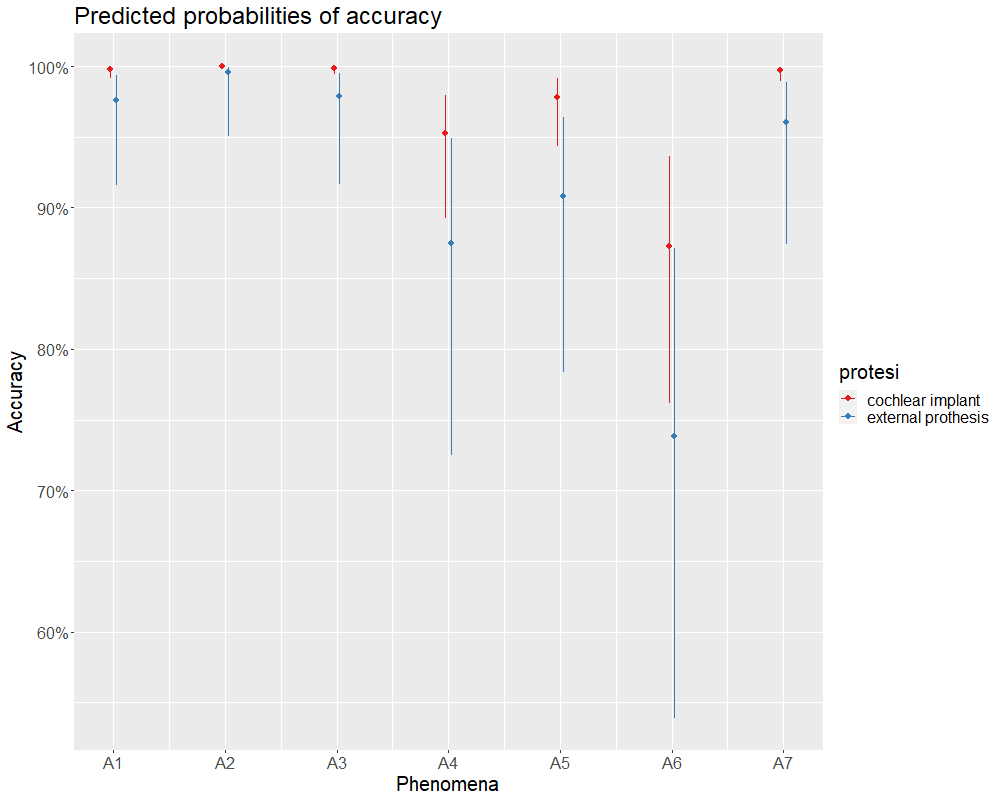 Predicted probabilities of accuracy
100%
90%
80%
70%
60%
Accuracy
A1 A2 A3 A4 A5 A6 A7
Phenomena
protesi
cochlear implant
external prothesis